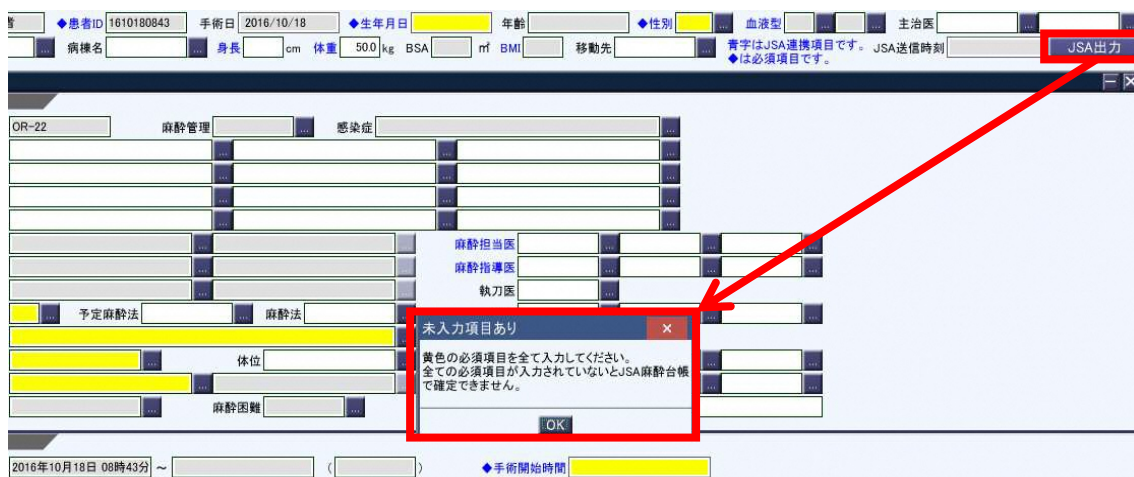 者 ◆患者ID 1610180843 手術日 2016/10/18 ◆生年月日 年齢 ◆性別 ... 血液型 ... ... 主治医 ...
... 病棟名 ... 身長 cm 体重 50.0 kg BSA ㎡ BMI 移動先 ... 青字はJSA連携項目です。 JSA送信時刻 JSA出力
◆は必須項目です。
OR-22 麻酔管理 ... 感染症 ...
... ... ...
... ... ...
... ... ...
... ... ...
... 麻酔担当医 ... ... ...
... 麻酔指導医 ... ... ...
... 執刀医 ...
... 予定麻酔法 ... 麻酔法 ... ... ...
未入力項目あり ×
黄色の必須項目を全て入力してください。
全ての必須項目が入力されていないとJSA麻酔台帳
で確定できません。
OK
... 体位
...
... 麻酔困難 ...
2016年10月18日 08時43分 ～ ( ) ◆手術開始時間